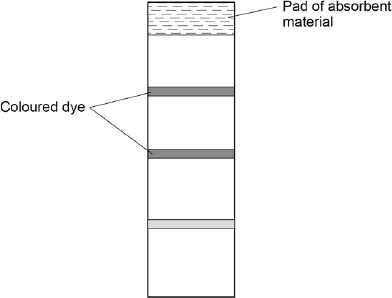 Pad of absorbent
material
Coloured dye